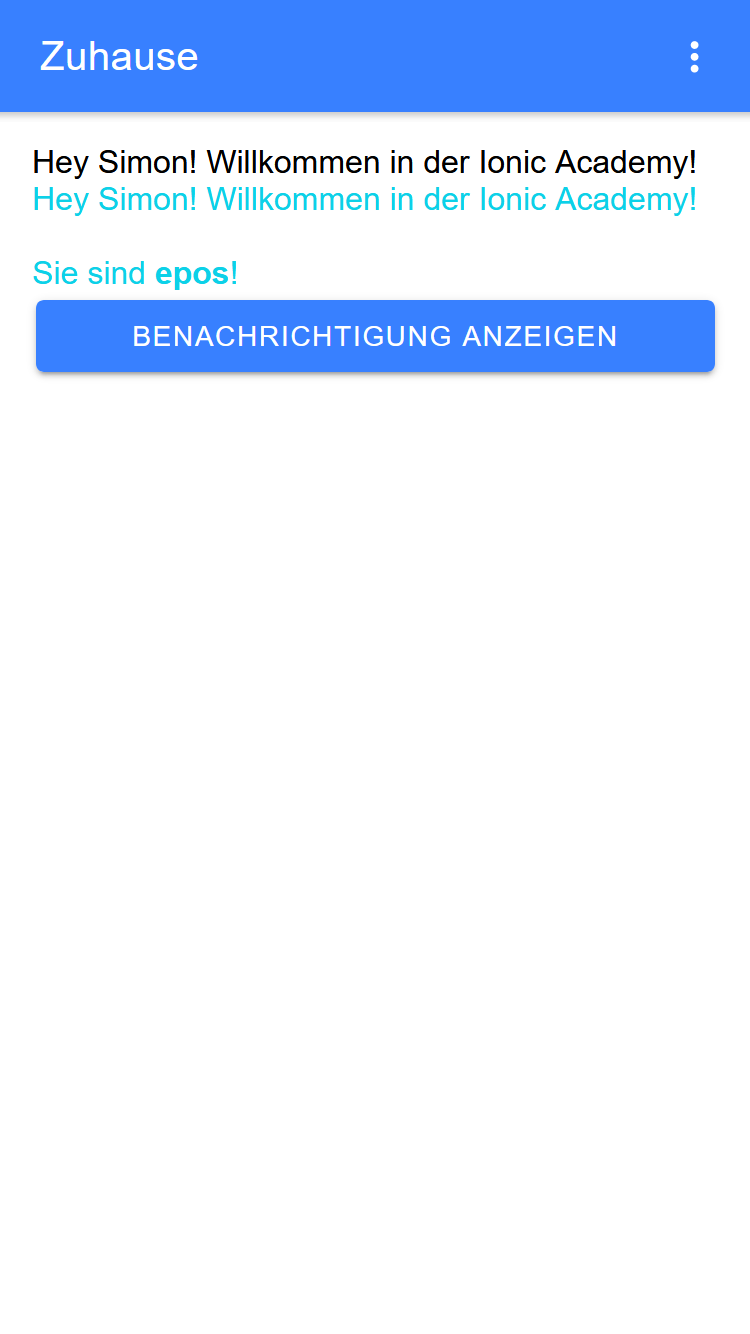 Zuhause
Hey Simon! Willkommen in der Ionic Academy!
Hey Simon! Willkommen in der Ionic Academy!
Sie sind epos!
BENACHRICHTIGUNG ANZEIGEN